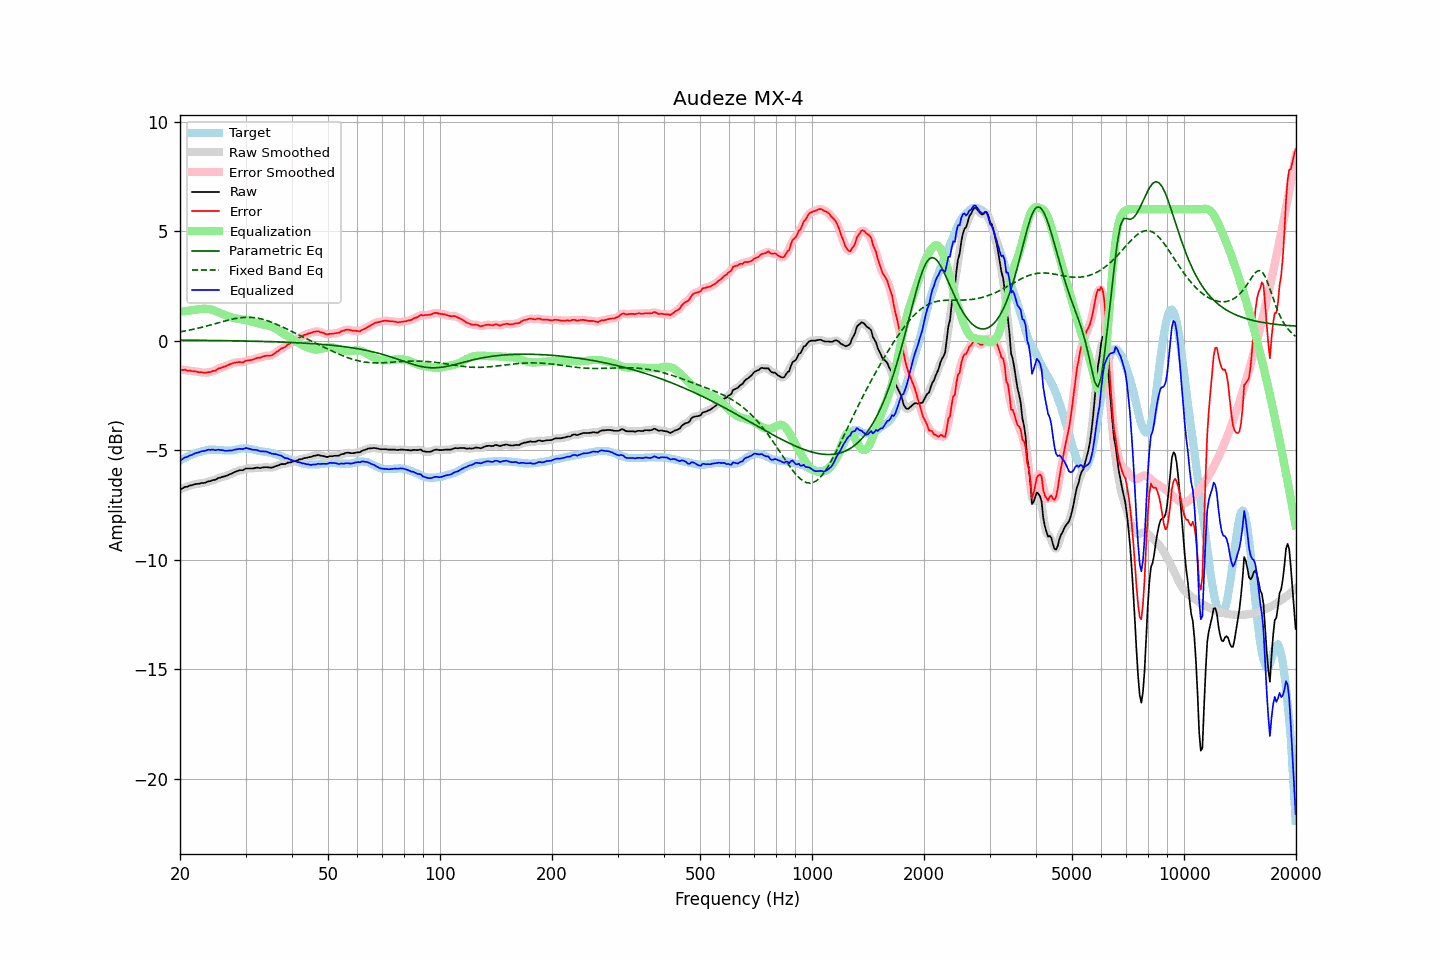 Audeze MX-4
Amplitude (dBr)
10
5
0
−5
−10
−15
−20
Target
Raw Smoothed
Error Smoothed
Raw
Error
Equalization
Parametric Eq
Fixed Band Eq
Equalized
20 50 100 200 500 1000 2000 5000 10000 20000
Frequency (Hz)